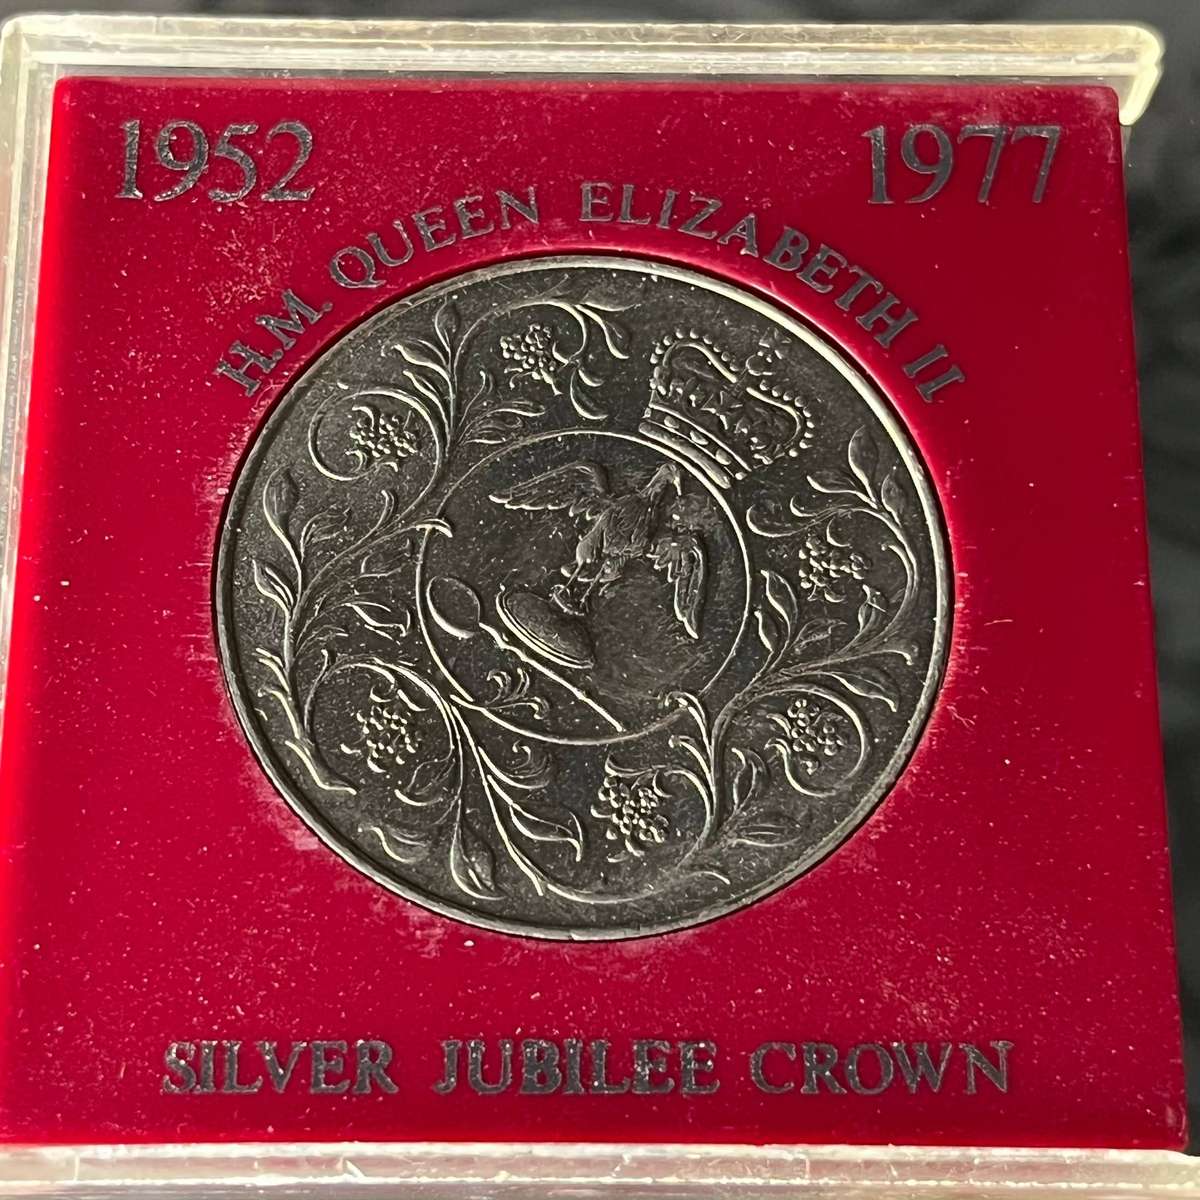 1952 1977
H.M. QUEEN ELIZABETH II
SILVER JUBILEE CROWN